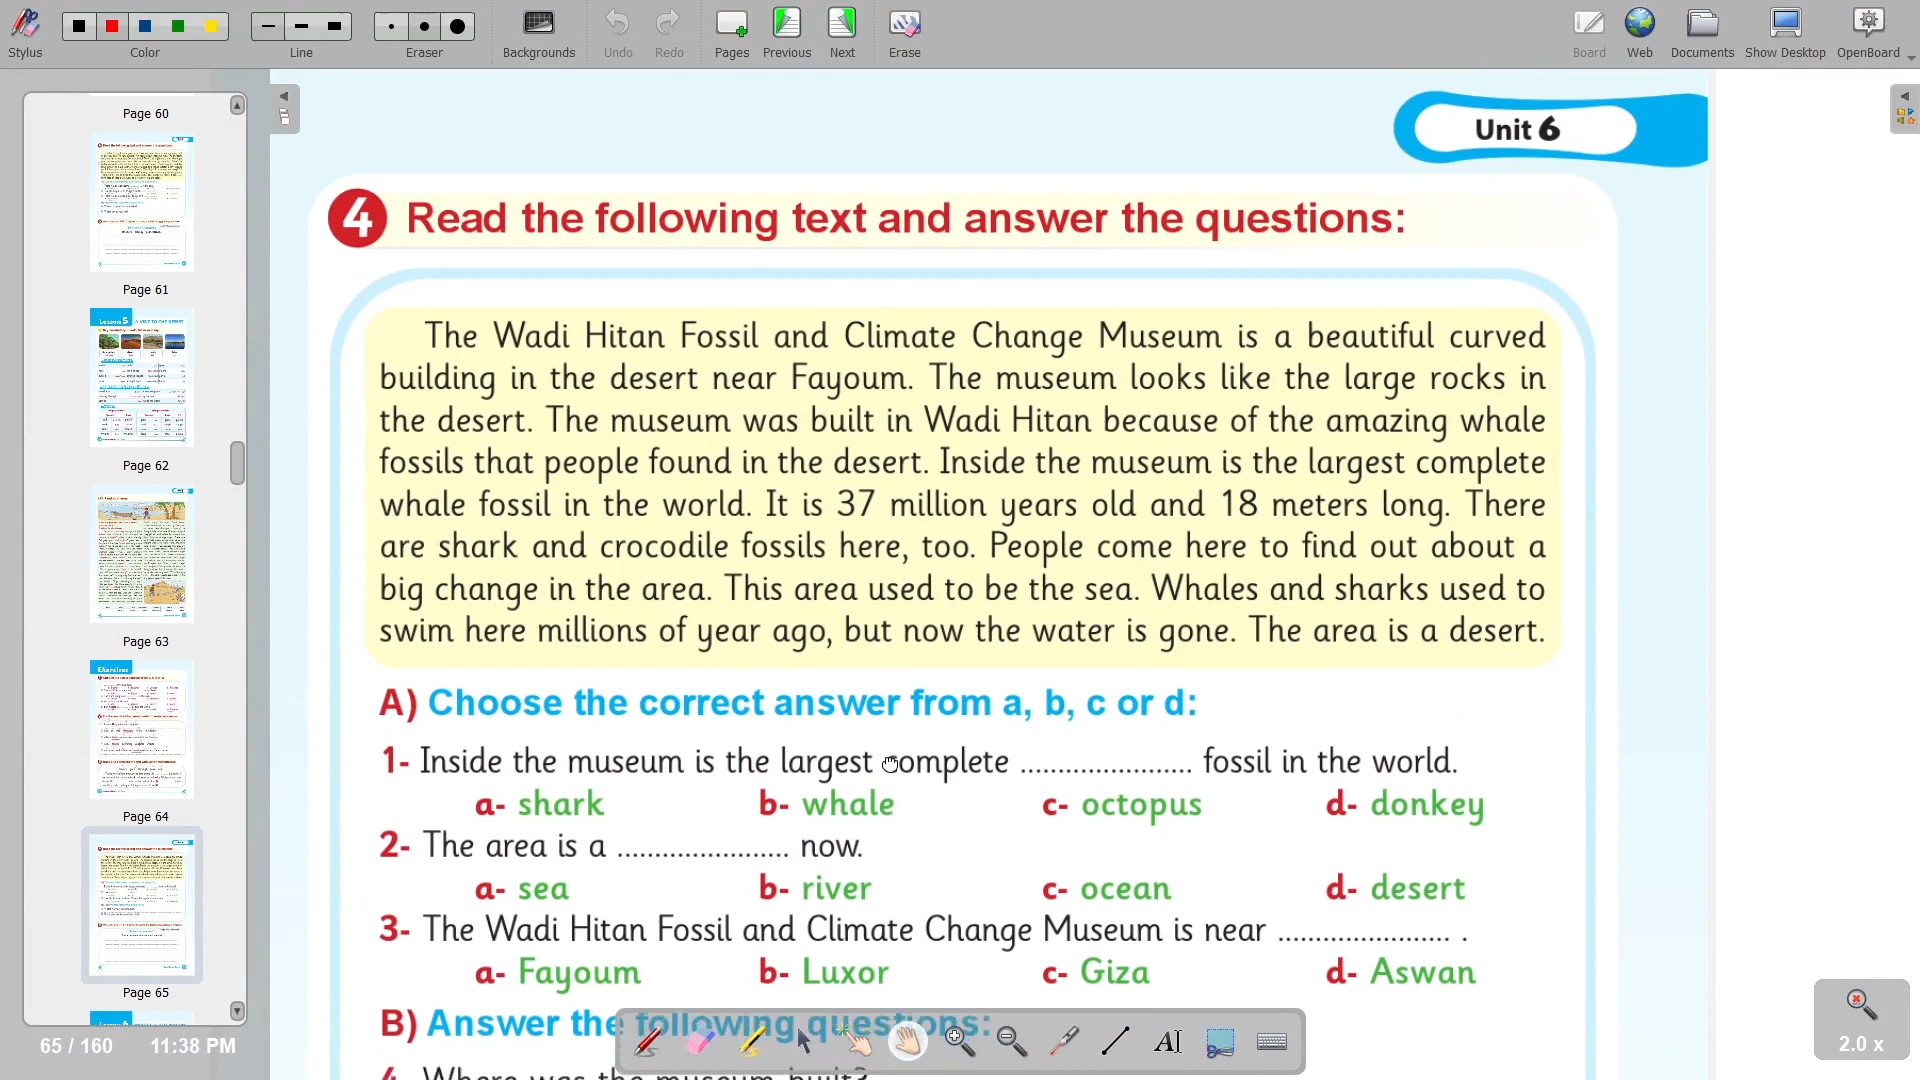 Stylus
Color
Line
Eraser
Backgrounds
Undo
Redo
Pages
Previous
Next
Erase
Board
Web
Documents
Show Desktop
OpenBoard
Page 60
Page 61
Page 62
Page 63
Page 64
Page 65
65 / 160 11:38 PM
Unit 6
4 Read the following text and answer the questions:
The Wadi Hitan Fossil and Climate Change Museum is a beautiful curved
building in the desert near Fayoum. The museum looks like the large rocks in
the desert. The museum was built in Wadi Hitan because of the amazing whale
fossils that people found in the desert. Inside the museum is the largest complete
whale fossil in the world. It is 37 million years old and 18 meters long. There
are shark and crocodile fossils here, too. People come here to find out about a
big change in the area. This area used to be the sea. Whales and sharks used to
swim here millions of year ago, but now the water is gone. The area is a desert.
A) Choose the correct answer from a, b, c or d:
1- Inside the museum is the largest complete ....................... fossil in the world.
a- shark b- whale c- octopus d- donkey
2- The area is a ....................... now.
a- sea b- river c- ocean d- desert
3- The Wadi Hitan Fossil and Climate Change Museum is near ....................... .
a- Fayoum b- Luxor c- Giza d- Aswan
B) Answer the following questions:
4- Where was the museum built?
2.0 x